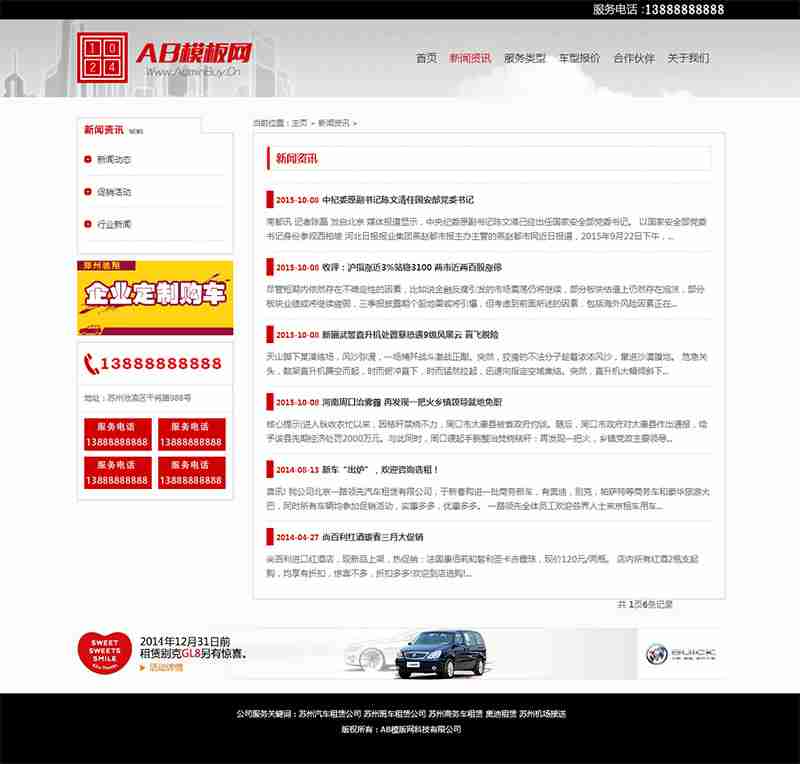 服务电话 :13888888888
10
24
AB模板网
Www.AdminBuy.Cn
首页 新闻资讯 服务类型 车型报价 合作伙伴 关于我们
新闻资讯 NEWS
新闻动态
促销活动
行业新闻
郑州德翔
企业定制购车
13888888888
地址：苏州沧浪区干将路988号
服务电话 服务电话
13888888888 13888888888
服务电话 服务电话
13888888888 13888888888
当前位置：主页 > 新闻资讯 >
新闻资讯
2015-10-08 中纪委原副书记陈文清任国安部党委书记
南都讯 记者陈磊 发自北京 媒体报道显示，中央纪委原副书记陈文清已经出任国家安全部党委书记。 以国家安全部党委
书记身份参观西柏坡 河北日报报业集团燕赵都市报主办主管的燕赵都市网近日报道，2015年9月22日下午，...
2015-10-08 收评：沪指涨近3%站稳3100 两市近两百股涨停
尽管短期内依然存在不确定性的因素，比如说金融反腐引发的市场震荡仍将继续，部分板块估值上仍然存在泡沫，部分
板块业绩或将继续疲弱，三季报披露期个股地雷或将引爆，但考虑到前面所述的因素，包括海外风险因素正在...
2015-10-08 新疆武警直升机处置暴恐遇9级风黑云 盲飞脱险
天山脚下某演练场，风沙弥漫，一场捕歼战斗激战正酣。突然，狡猾的不法分子趁着浓浓风沙，窜进沙漠腹地。 危急关
头，数架直升机腾空而起，时而俯冲直下，时而猛然拉起，迅速向指定空域集结。突然，直升机大幅倾斜下...
2015-10-08 河南周口治雾霾 再发现一把火乡镇领导就地免职
核心提示|进入秋收农忙以来，因秸秆禁烧不力，周口市太康县被省政府约谈。随后，周口市政府对太康县作出通报，给
予该县先期经济处罚2000万元。与此同时，周口硬起手腕整治焚烧秸秆：再发现一把火，乡镇党政主要领导...
2014-08-13 新车“出炉”，欢迎咨询选租！
喜讯! 我公司北京一路领先汽车租赁有限公司，于新春购进一批商务新车，有奥迪，别克，帕萨特等商务车和豪华旅游大
巴，同时所有车辆均参加促销活动，实惠多多，优惠多多。 一路领先全体员工欢迎各界人士来京租车用车...
2014-04-27 尚百利红酒暖春三月大促销
尚百利进口红酒店，现新品上架，热促销：法国康佰莉和智利圣卡赤霞珠，现价120元/两瓶。 店内所有红酒2瓶支起
购，均享有折扣，惊喜不多，折扣多多!欢迎到店选购!...
共 1页6条记录
SWEET
SWEETS
SMILE
2014年12月31日前
租赁别克GL8另有惊喜。
活动详情
BUICK
公司服务关键词：苏州汽车租赁公司 苏州班车租赁公司 苏州商务车租赁 奥迪租赁 苏州机场接送
版权所有：AB模版网科技有限公司